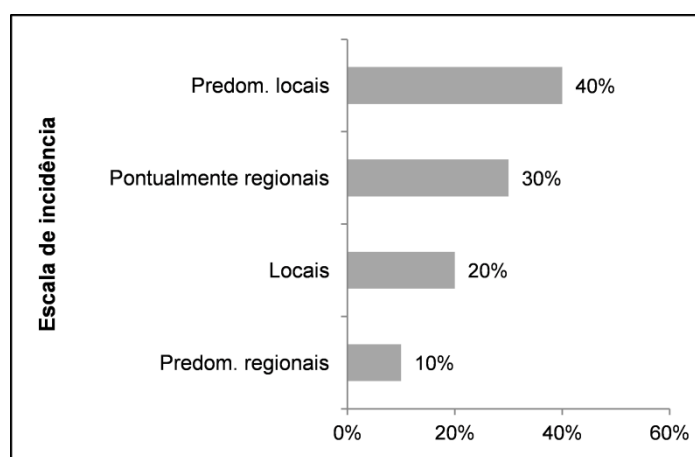 Escala de incidência
Predom. locais
40%
Pontualmente regionais
30%
Locais
20%
Predom. regionais
10%
0%
20%
40%
60%